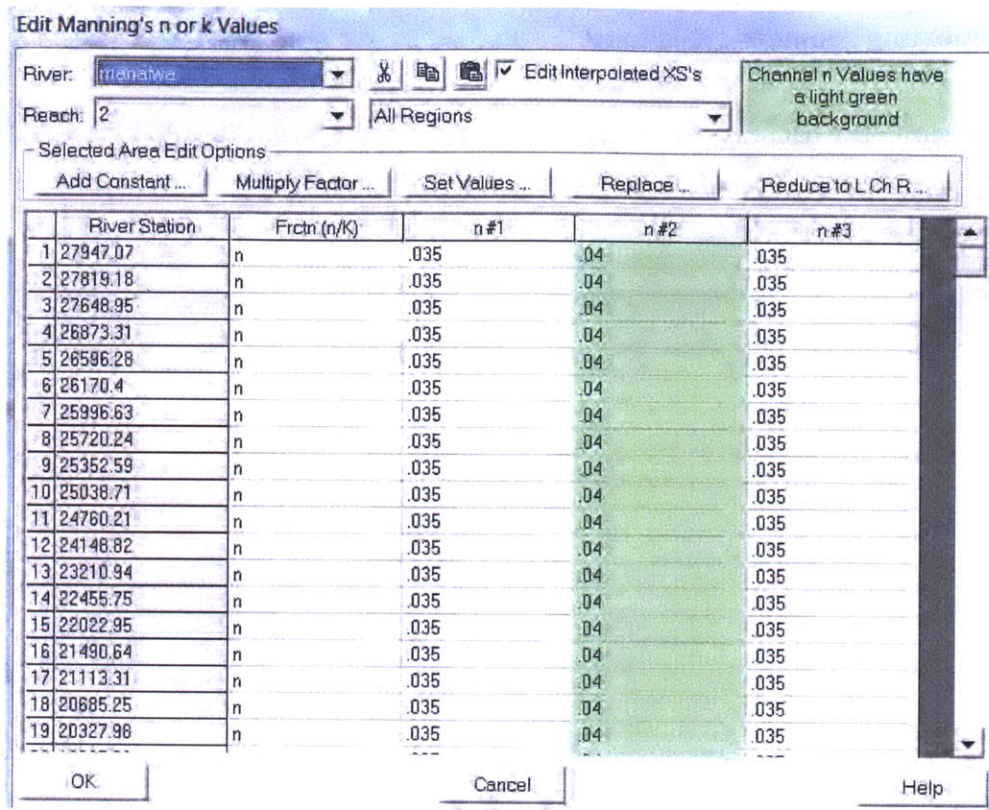 Edit Manning's n or k Values
River: manatwa Edit Interpolated XS's
Channel n Values have
a light green
background
Reach: 2 All Regions
Selected Area Edit Options
Add Constant ... Multiply Factor ... Set Values ... Replace ... Reduce to L Ch R ...
River Station Frctn (n/K) n #1 n #2 n #3
1 27947.07 n .035 .04 .035
2 27819.18 n .035 .04 .035
3 27648.95 n .035 .04 .035
4 26873.31 n .035 .04 .035
5 26596.28 n .035 .04 .035
6 26170.4 n .035 .04 .035
7 25996.63 n .035 .04 .035
8 25720.24 n .035 .04 .035
9 25352.59 n .035 .04 .035
10 25038.71 n .035 .04 .035
11 24760.21 n .035 .04 .035
12 24148.82 n .035 .04 .035
13 23210.94 n .035 .04 .035
14 22455.75 n .035 .04 .035
15 22022.95 n .035 .04 .035
16 21490.64 n .035 .04 .035
17 21113.31 n .035 .04 .035
18 20685.25 n .035 .04 .035
19 20327.98 n .035 .04 .035
OK Cancel Help